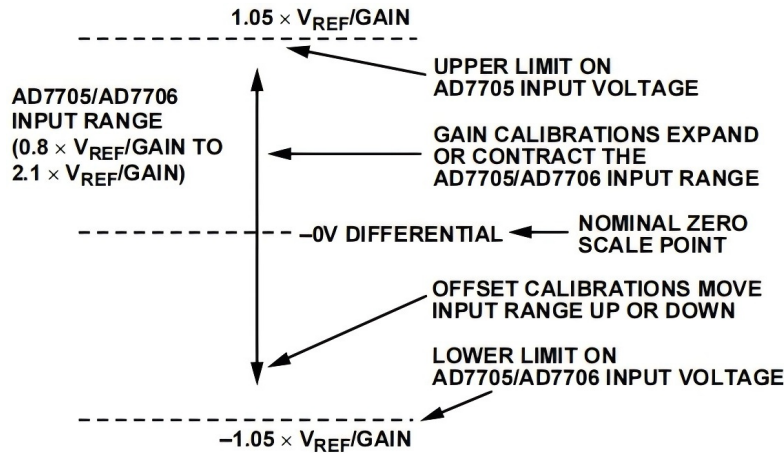 1.05 × VREF/GAIN
UPPER LIMIT ON
AD7705 INPUT VOLTAGE
AD7705/AD7706
INPUT RANGE
(0.8 × VREF/GAIN TO
2.1 × VREF/GAIN)
GAIN CALIBRATIONS EXPAND
OR CONTRACT THE
AD7705/AD7706 INPUT RANGE
–0V DIFFERENTIAL
NOMINAL ZERO
SCALE POINT
OFFSET CALIBRATIONS MOVE
INPUT RANGE UP OR DOWN
LOWER LIMIT ON
AD7705/AD7706 INPUT VOLTAGE
–1.05 × VREF/GAIN